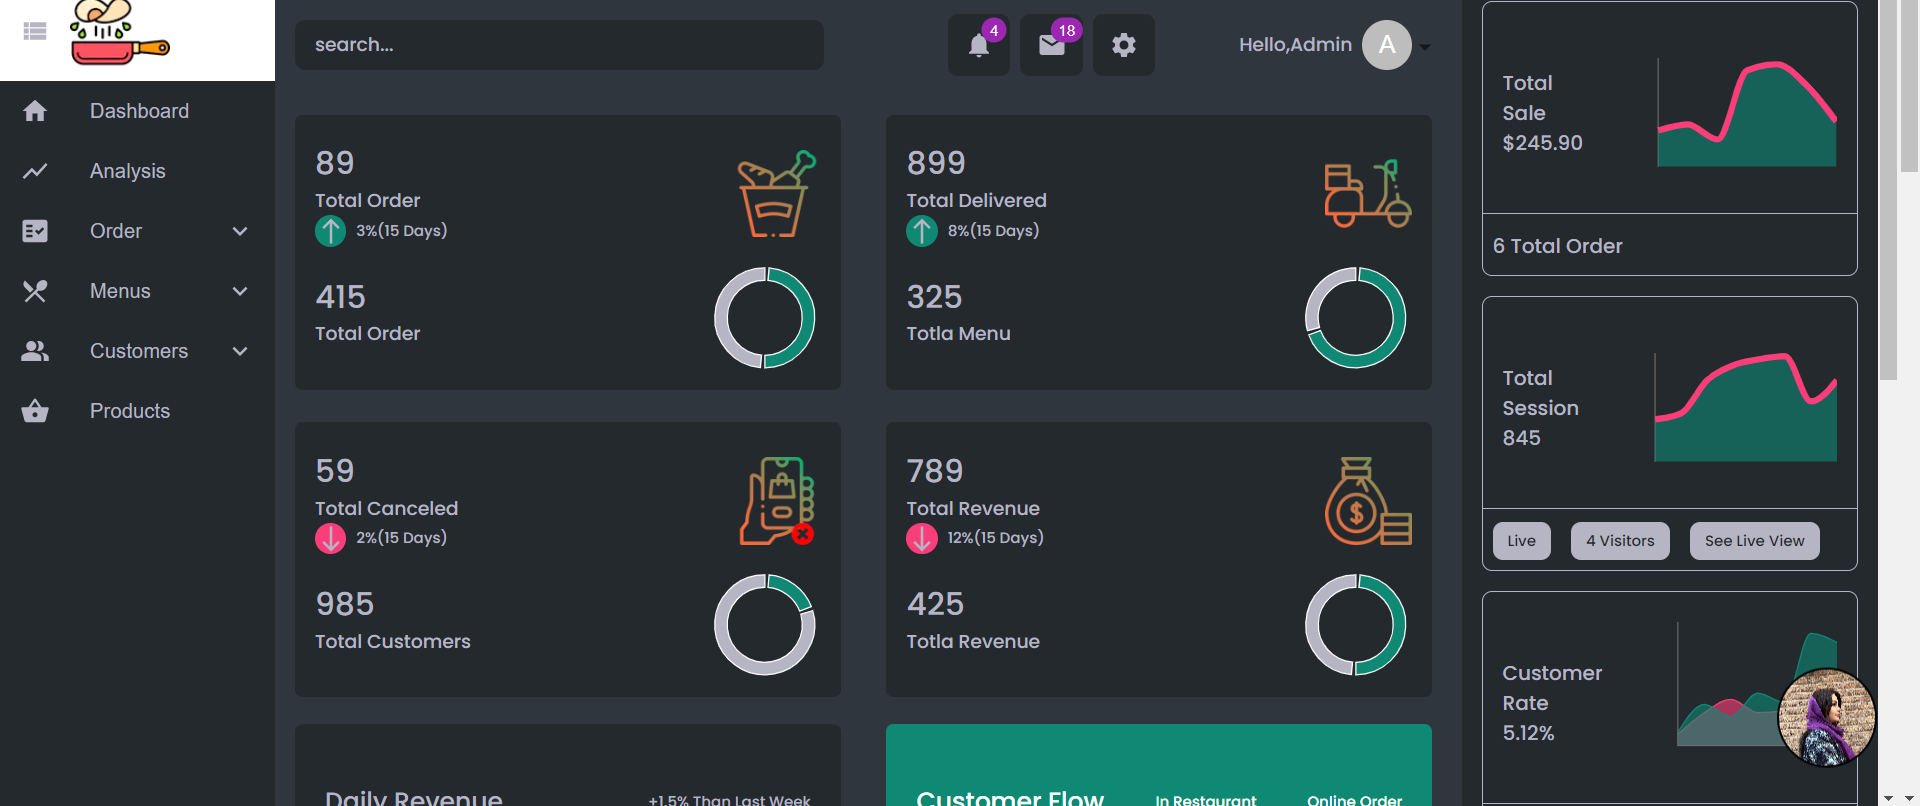 search...
4
18
Hello,Admin
A
Dashboard
Analysis
Order
Menus
Customers
Products
89
Total Order
3%(15 Days)
415
Total Order
899
Total Delivered
8%(15 Days)
325
Totla Menu
59
Total Canceled
2%(15 Days)
985
Total Customers
789
Total Revenue
12%(15 Days)
425
Totla Revenue
$
Daily Revenue
+1.5% Than Last Week
Customer Flow
In Restaurant
Online Order
Total
Sale
$245.90
6 Total Order
Total
Session
845
Live
4 Visitors
See Live View
Customer
Rate
5.12%